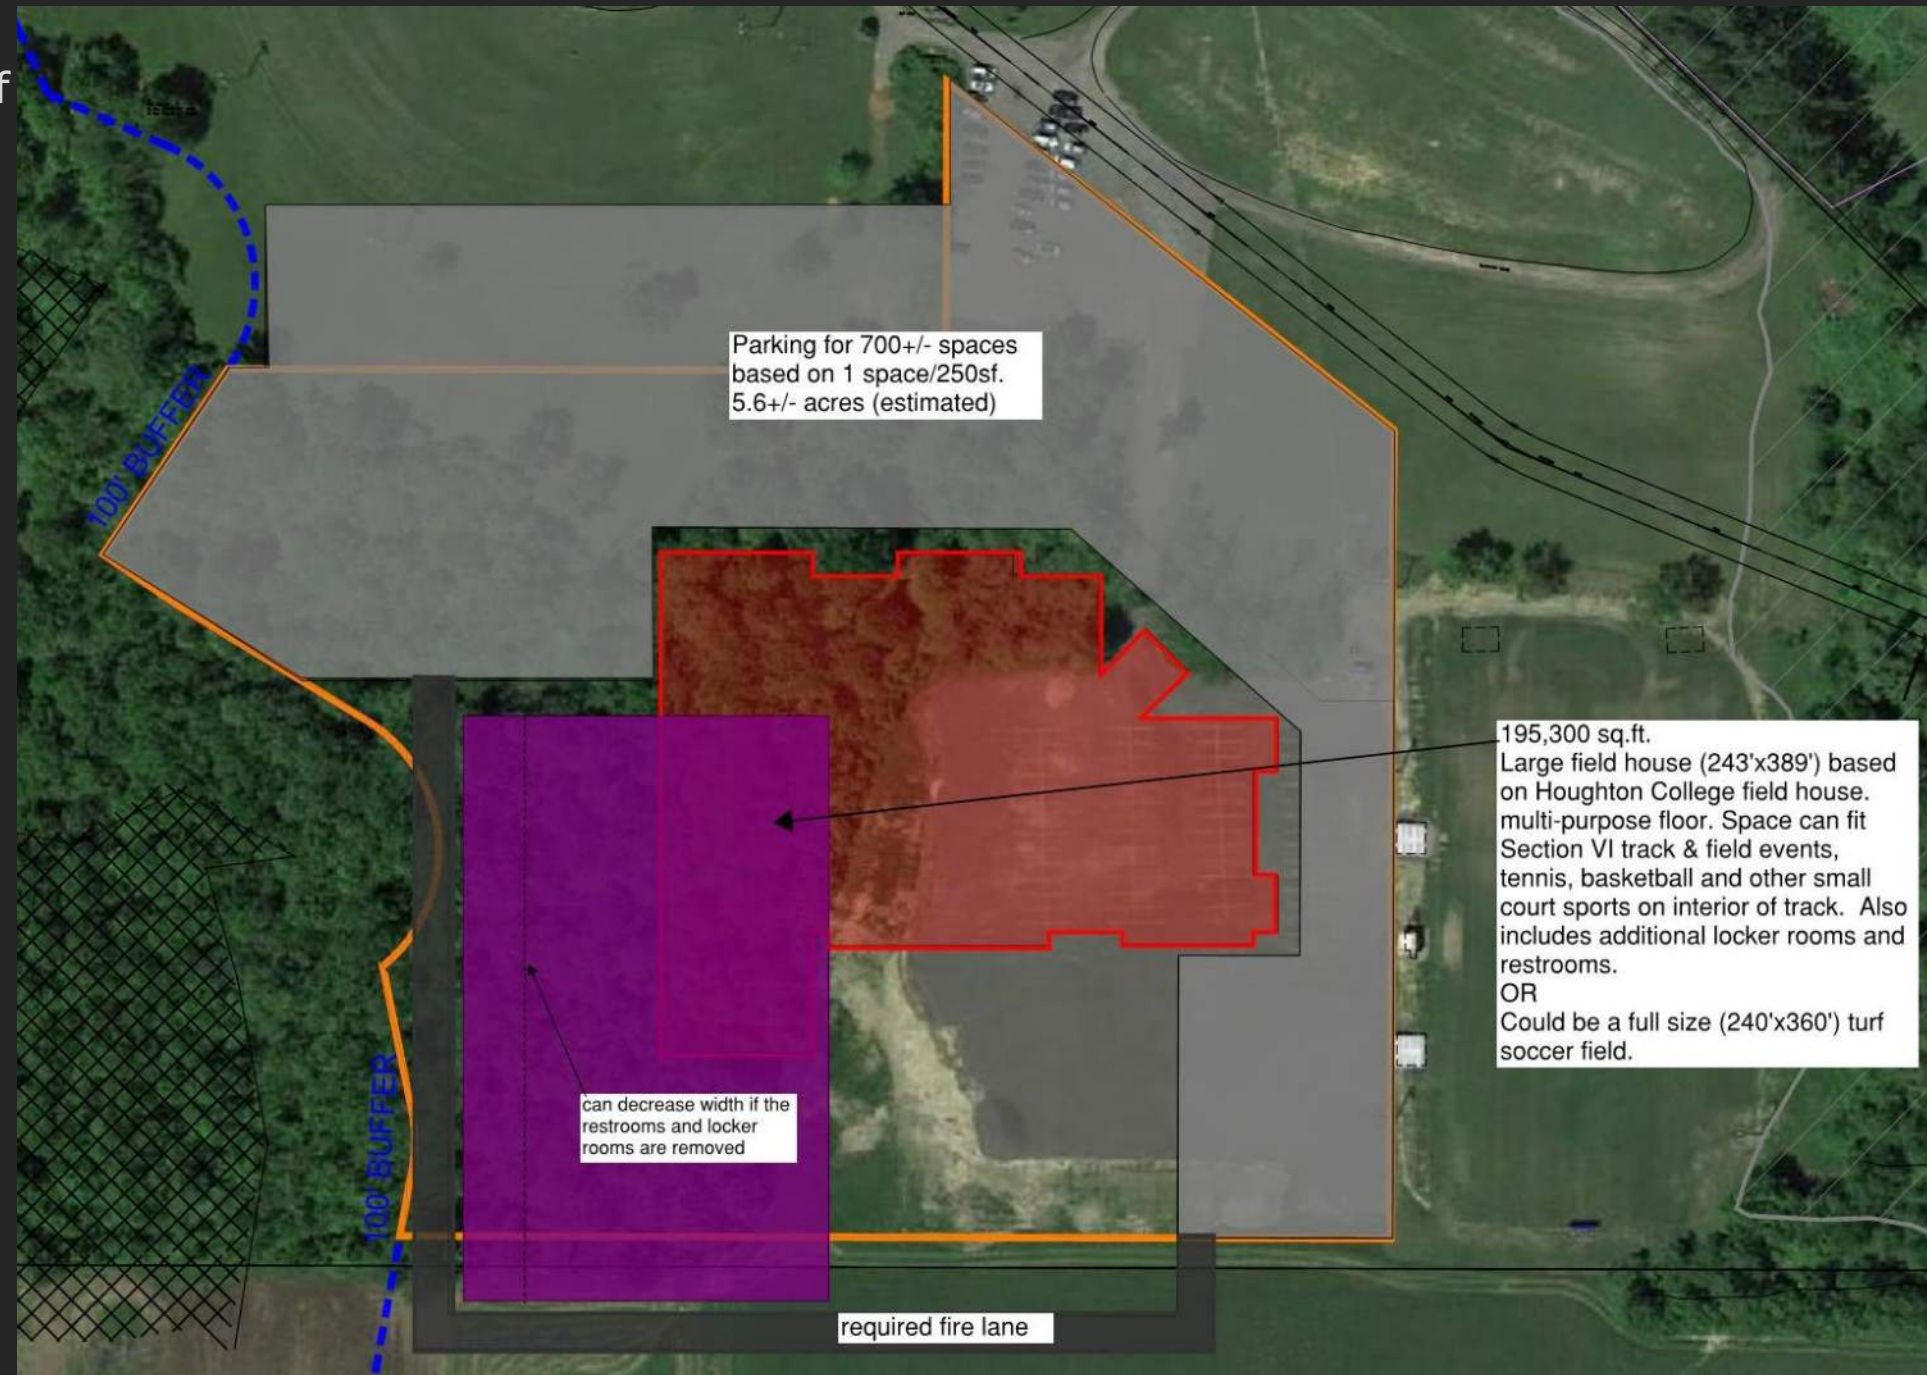 f
Parking for 700+/- spaces
based on 1 space/250sf.
5.6+/- acres (estimated)
100' BUFFER
195,300 sq.ft.
Large field house (243'x389') based
on Houghton College field house.
multi-purpose floor. Space can fit
Section VI track & field events,
tennis, basketball and other small
court sports on interior of track. Also
includes additional locker rooms and
restrooms.
OR
Could be a full size (240'x360') turf
soccer field.
can decrease width if the
restrooms and locker
rooms are removed
100' BUFFER
required fire lane